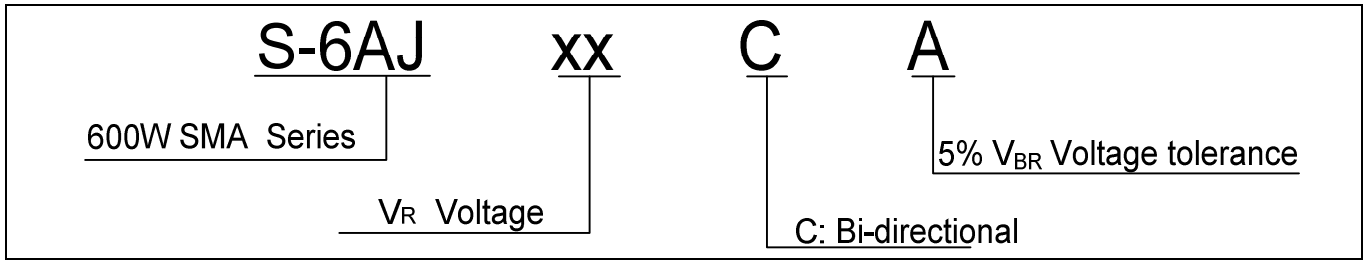 S-6AJ xx C A
600W SMA Series
5% VBR Voltage tolerance
VR Voltage
C: Bi-directional